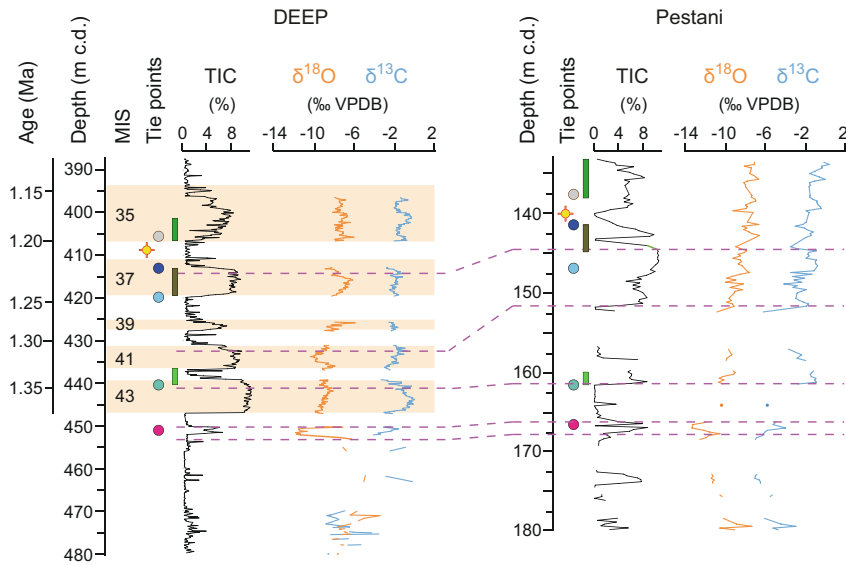 DEEP
Pestani
Age (Ma)
Depth (m c.d.)
MIS
Tie points
TIC
(%)
δ18O
δ13C
(‰ VPDB)
Depth (m c.d.)
Tie points
TIC
(%)
δ18O
δ13C
(‰ VPDB)
0 4 8
-14 -10 -6 -2 2
0 4 8
-14 -10 -6 -2 2
1.15
1.20
1.25
1.30
1.35
390
400
410
420
430
440
450
460
470
480
35
37
39
41
43
140
150
160
170
180